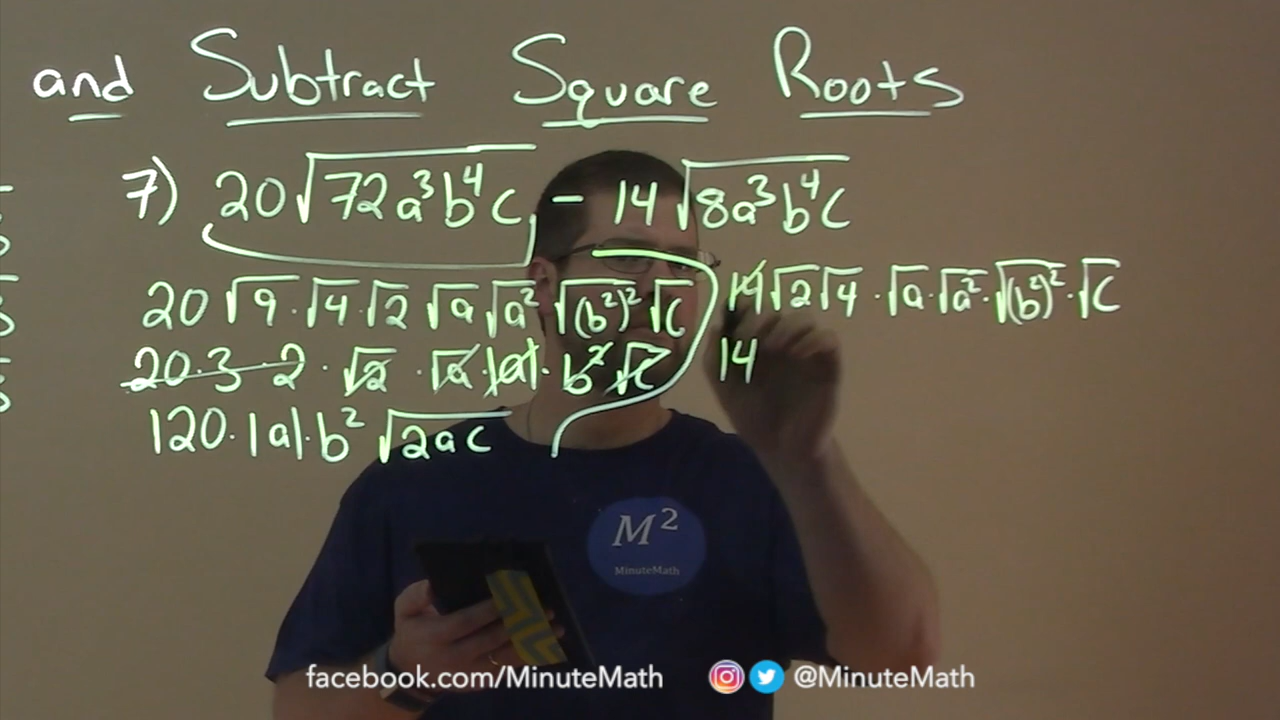 and Subtract Square Roots
7) 20√72a³b⁴c - 14√8a³b⁴c
20√9·√4√2√a√a²√(b²)²√c 14√2√4·√a·√a²·√(b²)²·√c
20·3·2·√2·√a·|a|·b²√c 14
120·|a|·b²√2ac
M²
MinuteMath
facebook.com/MinuteMath @MinuteMath